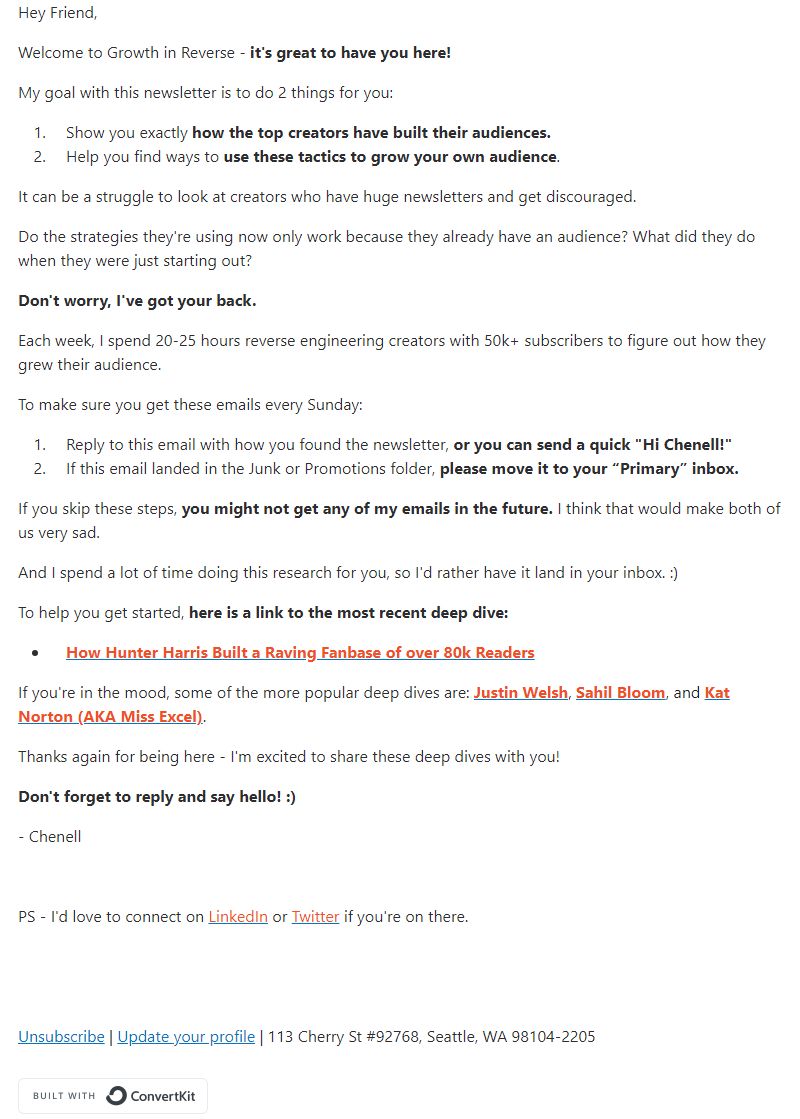 Hey Friend,
Welcome to Growth in Reverse - it's great to have you here!
My goal with this newsletter is to do 2 things for you:
1. Show you exactly how the top creators have built their audiences.
2. Help you find ways to use these tactics to grow your own audience.
It can be a struggle to look at creators who have huge newsletters and get discouraged.
Do the strategies they're using now only work because they already have an audience? What did they do
when they were just starting out?
Don't worry, I've got your back.
Each week, I spend 20-25 hours reverse engineering creators with 50k+ subscribers to figure out how they
grew their audience.
To make sure you get these emails every Sunday:
1. Reply to this email with how you found the newsletter, or you can send a quick "Hi Chenell!"
2. If this email landed in the Junk or Promotions folder, please move it to your “Primary” inbox.
If you skip these steps, you might not get any of my emails in the future. I think that would make both of
us very sad.
And I spend a lot of time doing this research for you, so I'd rather have it land in your inbox. :)
To help you get started, here is a link to the most recent deep dive:
• How Hunter Harris Built a Raving Fanbase of over 80k Readers
If you're in the mood, some of the more popular deep dives are: Justin Welsh, Sahil Bloom, and Kat
Norton (AKA Miss Excel).
Thanks again for being here - I'm excited to share these deep dives with you!
Don't forget to reply and say hello! :)
- Chenell
PS - I'd love to connect on LinkedIn or Twitter if you're on there.
Unsubscribe | Update your profile | 113 Cherry St #92768, Seattle, WA 98104-2205
BUILT WITH ConvertKit